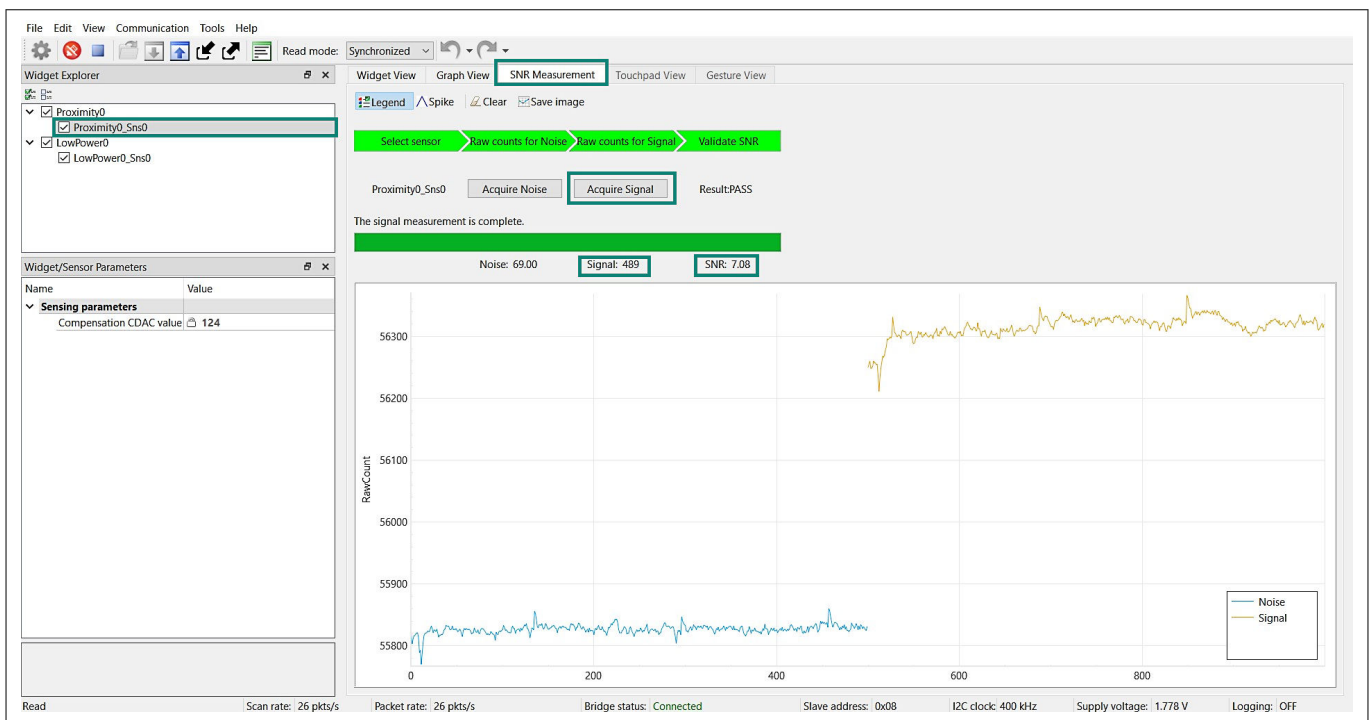 File Edit View Communication Tools Help
Read mode: Synchronized
Widget Explorer
Proximity0
Proximity0_Sns0
LowPower0
LowPower0_Sns0
Widget/Sensor Parameters
Name Value
Sensing parameters
Compensation CDAC value 124
Widget View Graph View SNR Measurement Touchpad View Gesture View
Legend Spike Clear Save image
Select sensor Raw counts for Noise Raw counts for Signal Validate SNR
Proximity0_Sns0 Acquire Noise Acquire Signal Result:PASS
The signal measurement is complete.
Noise: 69.00 Signal: 489 SNR: 7.08
RawCount
56300
56200
56100
56000
55900
55800
0 200 400 600 800
Noise
Signal
Read Scan rate: 26 pkts/s Packet rate: 26 pkts/s Bridge status: Connected Slave address: 0x08 I2C clock: 400 kHz Supply voltage: 1.778 V Logging: OFF